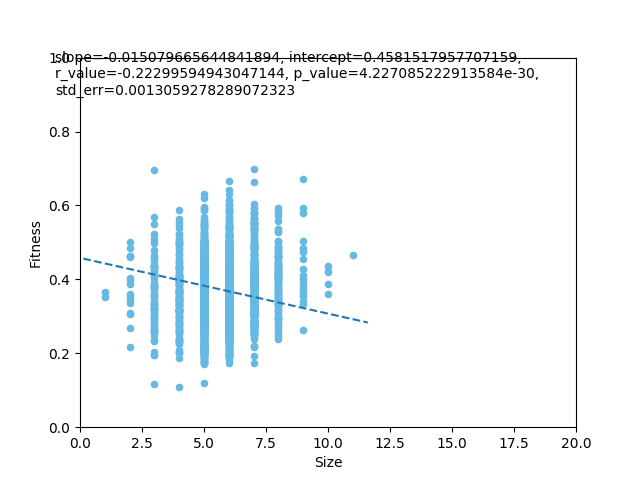 slope=-0.015079665644841894, intercept=0.4581517957707159,
r_value=-0.22299594943047144, p_value=4.227085222913584e-30,
std_err=0.0013059278289072323
1.0
0.8
0.6
0.4
0.2
0.0
Fitness
0.0 2.5 5.0 7.5 10.0 12.5 15.0 17.5 20.0
Size